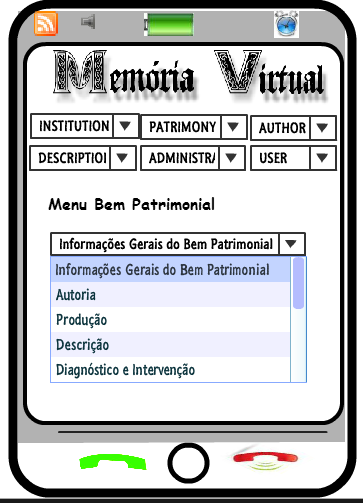 Memória Virtual
INSTITUTION PATRIMONY AUTHOR
DESCRIPTIOI ADMINISTRA USER
Menu Bem Patrimonial
Informações Gerais do Bem Patrimonial
Informações Gerais do Bem Patrimonial
Autoria
Produção
Descrição
Diagnóstico e Intervenção